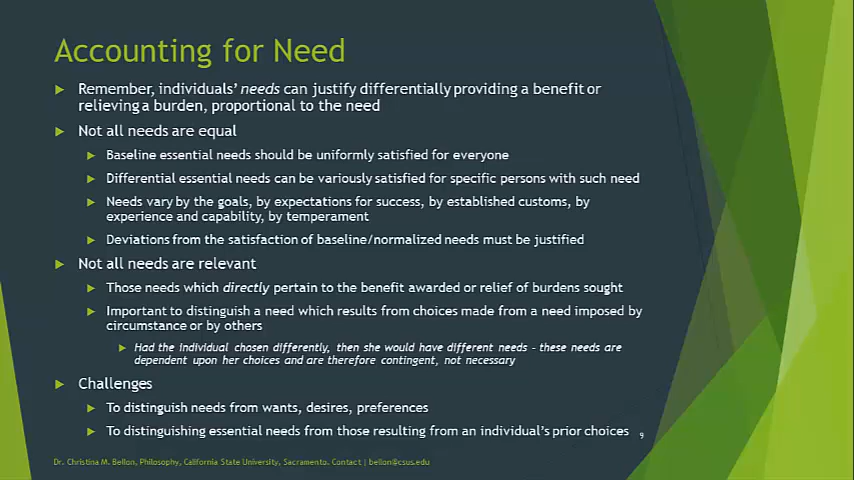 Accounting for Need
Remember, individuals' needs can justify differentially providing a benefit or
relieving a burden, proportional to the need
Not all needs are equal
Baseline essential needs should be uniformly satisfied for everyone
Differential essential needs can be variously satisfied for specific persons with such need
Needs vary by the goals, by expectations for success, by established customs, by
experience and capability, by temperament
Deviations from the satisfaction of baseline/normalized needs must be justified
Not all needs are relevant
Those needs which directly pertain to the benefit awarded or relief of burdens sought
Important to distinguish a need which results from choices made from a need imposed by
circumstance or by others
Had the individual chosen differently, then she would have different needs – these needs are
dependent upon her choices and are therefore contingent, not necessary
Challenges
To distinguish needs from wants, desires, preferences
To distinguishing essential needs from those resulting from an individual's prior choices
9
Dr. Christina M. Bellon, Philosophy, California State University, Sacramento. Contact | bellon@csus.edu